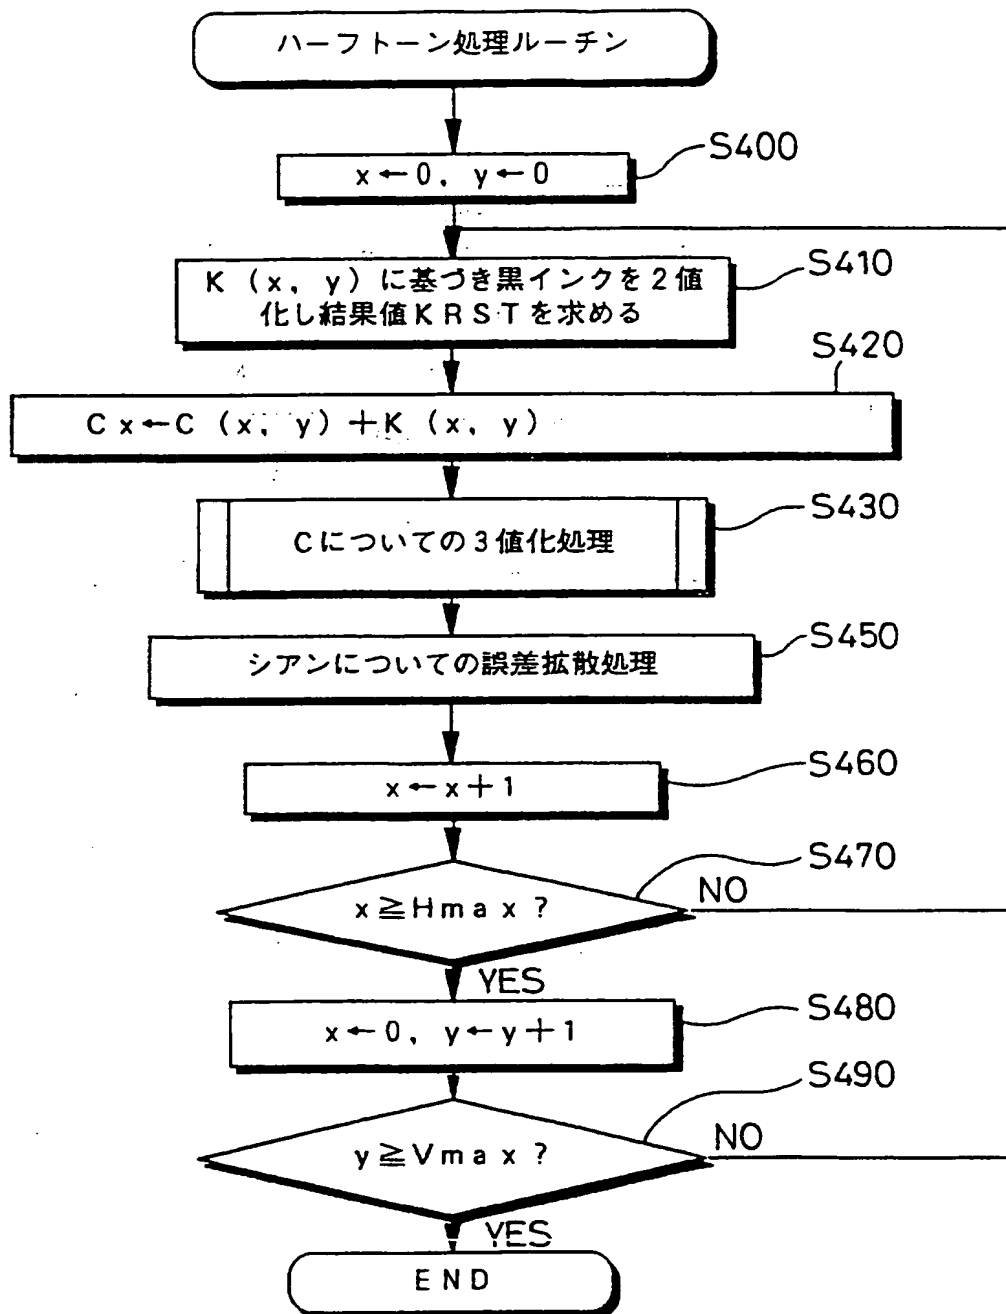 ハーフトーン処理ルーチン
S400
x←0, y←0
S410
K (x, y) に基づき黒インクを2値
化し結果値KRSTを求める
S420
Cx←C (x, y) +K (x, y)
S430
Cについての3値化処理
S450
シアンについての誤差拡散処理
S460
x←x+1
S470
x≧Hmax?
NO
YES
S480
x←0, y←y+1
S490
y≧Vmax?
NO
YES
END